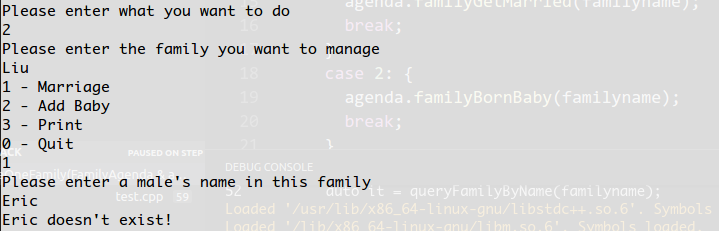 Please enter what you want to do
2
Please enter the family you want to manage
Liu
1 - Marriage
2 - Add Baby
3 - Print
0 - Quit
1
Please enter a male's name in this family
Eric
Eric doesn't exist!
agenda.familyGetMarried(familyname);
16 break;
18 case 2: {
19 agenda.familyBornBaby(familyname);
20 break;
21 }
PAUSED ON STEP
test.cpp 59
DEBUG CONSOLE
52 auto it = queryFamilyByName(familyname);
Loaded '/usr/lib/x86_64-linux-gnu/libstdc++.so.6'. Symbols
Loaded '/lib/x86_64-linux-gnu/libm.so.6'. Symbols loaded